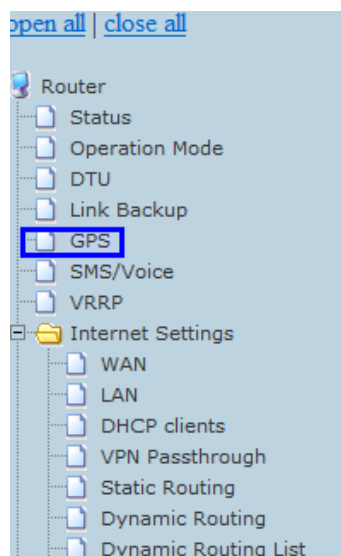 open all | close all
Router
Status
Operation Mode
DTU
Link Backup
GPS
SMS/Voice
VRRP
Internet Settings
WAN
LAN
DHCP clients
VPN Passthrough
Static Routing
Dynamic Routing
Dynamic Routing List